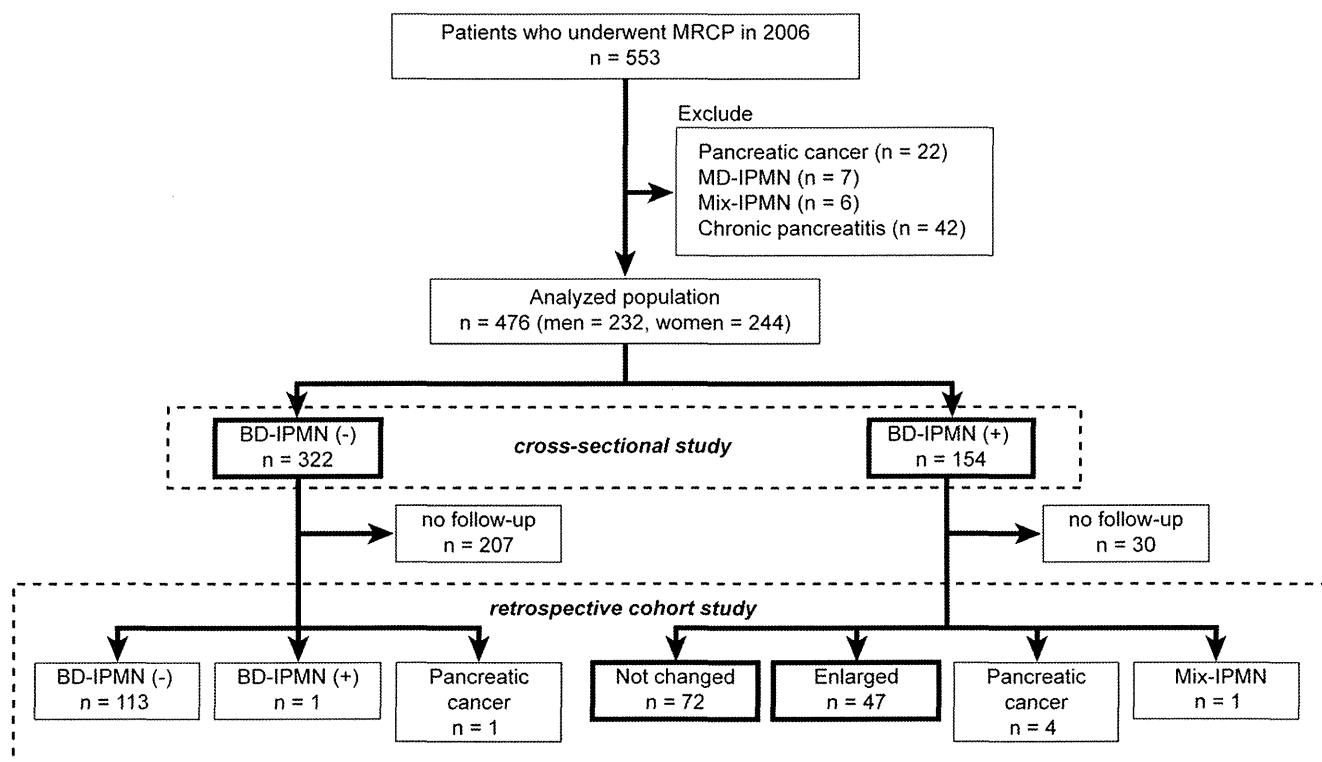 Patients who underwent MRCP in 2006
n = 553
Exclude
Pancreatic cancer (n = 22)
MD-IPMN (n = 7)
Mix-IPMN (n = 6)
Chronic pancreatitis (n = 42)
Analyzed population
n = 476 (men = 232, women = 244)
BD-IPMN (-)
n = 322
cross-sectional study
BD-IPMN (+)
n = 154
no follow-up
n = 207
no follow-up
n = 30
retrospective cohort study
BD-IPMN (-)
n = 113
BD-IPMN (+)
n = 1
Pancreatic
cancer
n = 1
Not changed
n = 72
Enlarged
n = 47
Pancreatic
cancer
n = 4
Mix-IPMN
n = 1